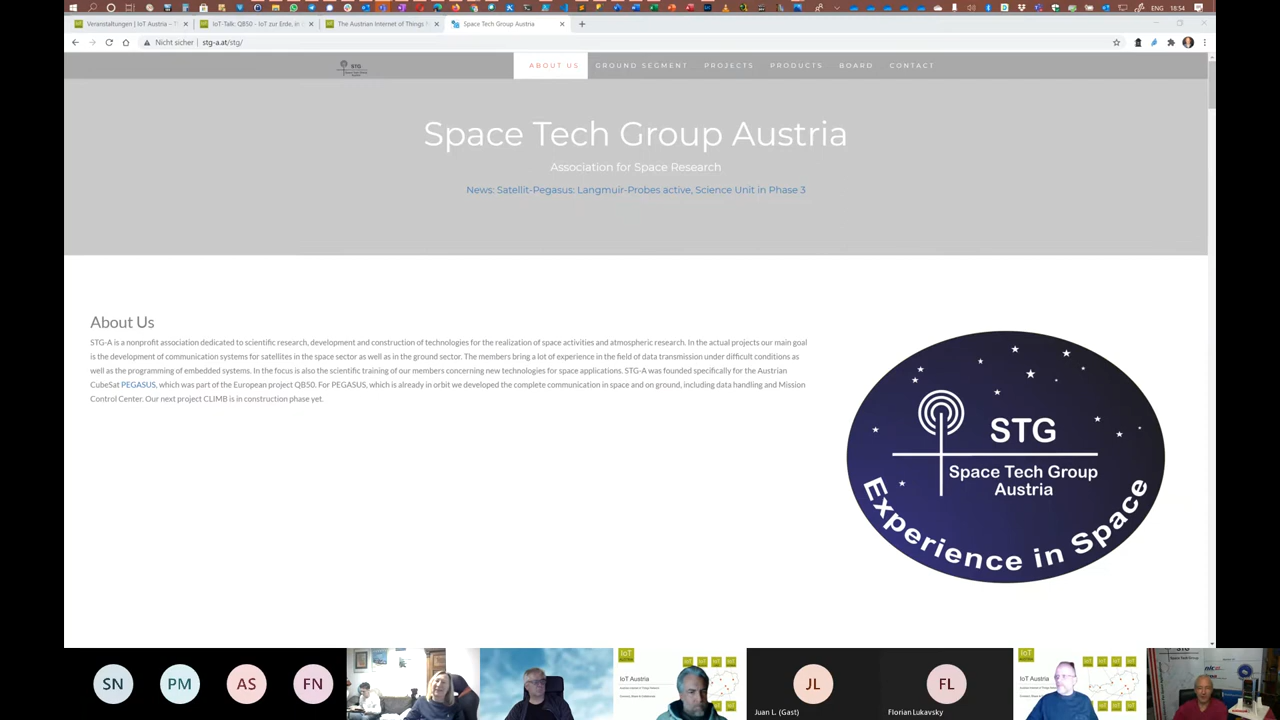 Veranstaltungen | IoT Austria – T
IoT-Talk: QB50 - IoT zur Erde, in
The Austrian Internet of Things
Space Tech Group Austria
ENG 18:54
Nicht sicher | stg-a.at/stg/
STG
ABOUT US GROUND SEGMENT PROJECTS PRODUCTS BOARD CONTACT
Space Tech Group Austria
Association for Space Research
News: Satellit-Pegasus: Langmuir-Probes active, Science Unit in Phase 3
About Us
STG-A is a nonprofit association dedicated to scientific research, development and construction of technologies for the realization of space activities and atmospheric research. In the actual projects our main goal
is the development of communication systems for satellites in the space sector as well as in the ground sector. The members bring a lot of experience in the field of data transmission under difficult conditions as
well as the programming of embedded systems. In the focus is also the scientific training of our members concerning new technologies for space applications. STG-A was founded specifically for the Austrian
CubeSat PEGASUS, which was part of the European project QB50. For PEGASUS, which is already in orbit we developed the complete communication in space and on ground, including data handling and Mission
Control Center. Our next project CLIMB is in construction phase yet.
STG
Space Tech Group
Austria
Experience in Space
SN
PM
AS
FN
IoT
IoT Austria
JL
Juan L. (Gast)
FL
Florian Lukavsky
IoT
IoT Austria